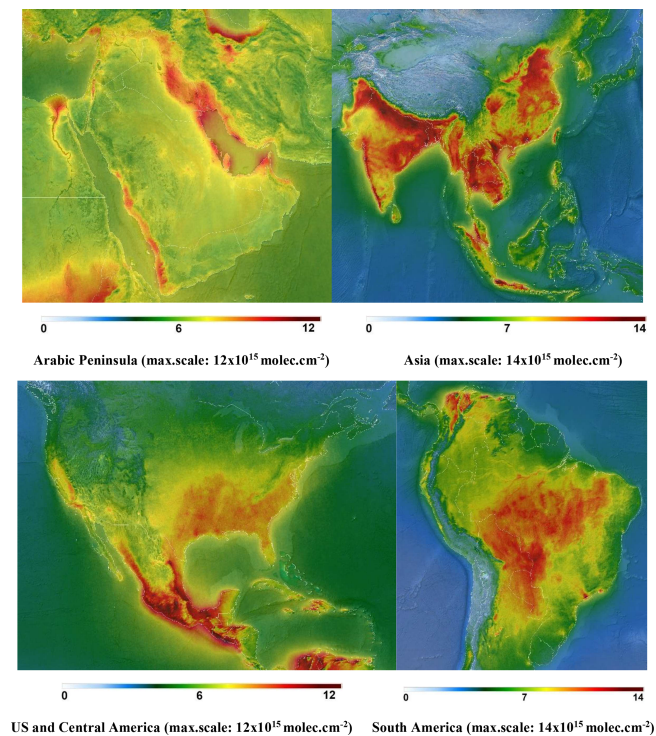 0 6 12 0 7 14
Arabic Peninsula (max.scale: 12x10¹⁵ molec.cm⁻²) Asia (max.scale: 14x10¹⁵ molec.cm⁻²)
0 6 12 0 7 14
US and Central America (max.scale: 12x10¹⁵ molec.cm⁻²) South America (max.scale: 14x10¹⁵ molec.cm⁻²)